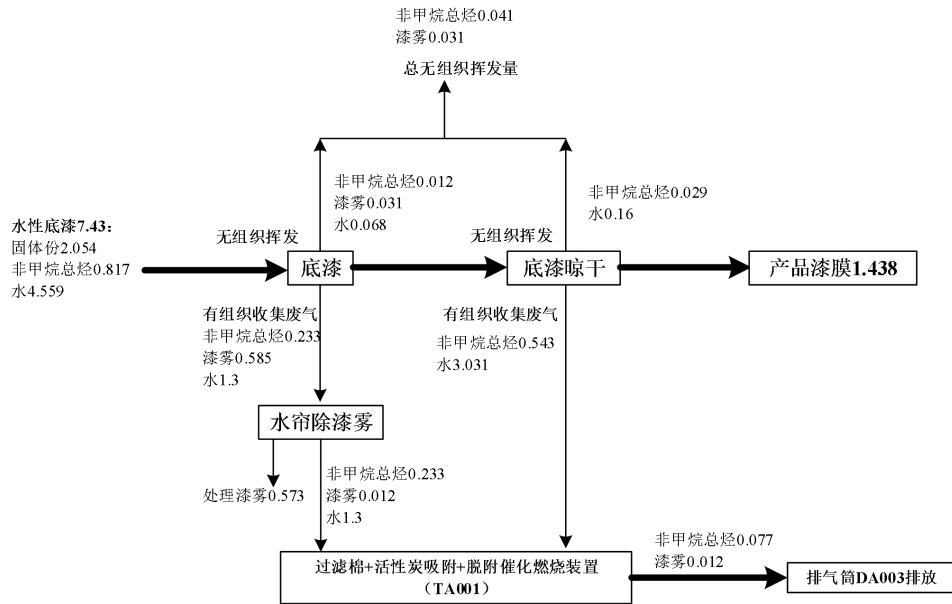 非甲烷总烃0.041
漆雾0.031
总无组织挥发量
非甲烷总烃0.012
漆雾0.031
水0.068
非甲烷总烃0.029
水0.16
水性底漆7.43：
固体份2.054
非甲烷总烃0.817
水4.559
无组织挥发
底漆
无组织挥发
底漆晾干
产品漆膜1.438
有组织收集废气
非甲烷总烃0.233
漆雾0.585
水1.3
有组织收集废气
非甲烷总烃0.543
水3.031
水帘除漆雾
处理漆雾0.573
非甲烷总烃0.233
漆雾0.012
水1.3
过滤棉+活性炭吸附+脱附催化燃烧装置
（TA001）
非甲烷总烃0.077
漆雾0.012
排气筒DA003排放